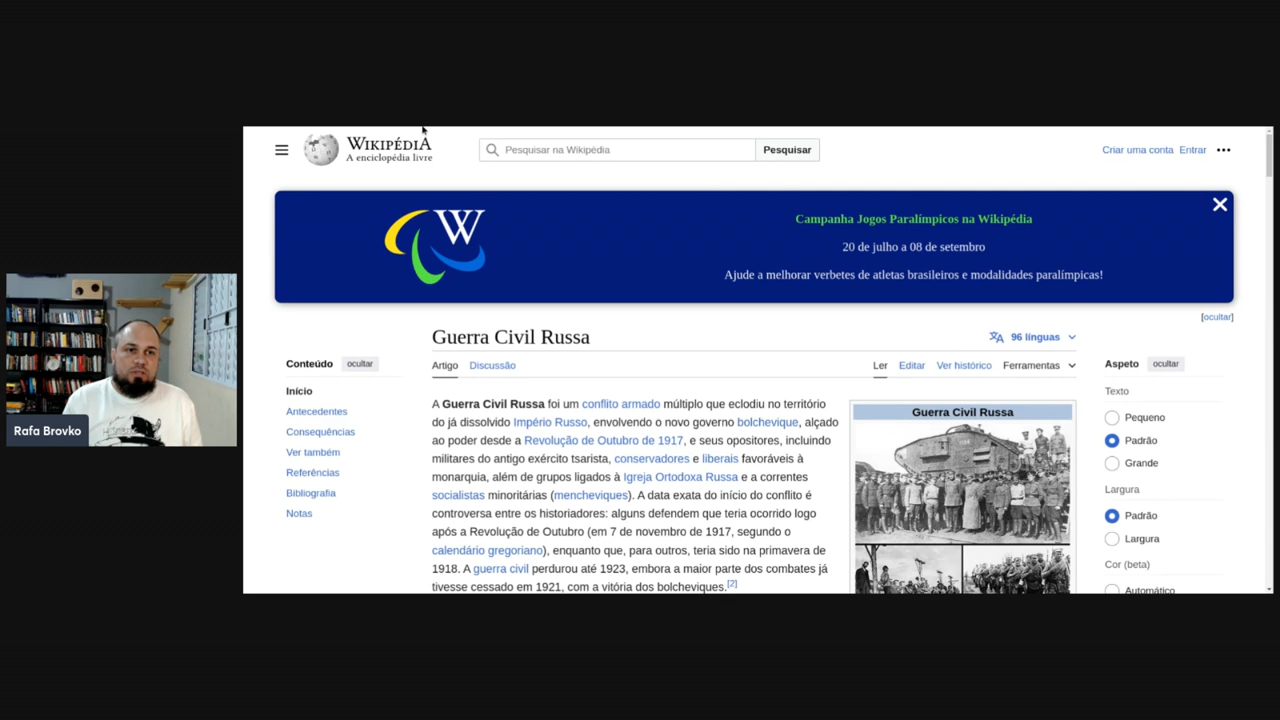 WIKIPÉDIA
A enciclopédia livre
Pesquisar na Wikipédia
Pesquisar
Criar uma conta Entrar
W
Campanha Jogos Paralímpicos na Wikipédia
20 de julho a 08 de setembro
Ajude a melhorar verbetes de atletas brasileiros e modalidades paralímpicas!
[ocultar]
Rafa Brovko
Conteúdo ocultar
Início
Antecedentes
Consequências
Ver também
Referências
Bibliografia
Notas
Guerra Civil Russa
96 línguas
Artigo Discussão
Ler Editar Ver histórico Ferramentas
A Guerra Civil Russa foi um conflito armado múltiplo que eclodiu no território
do já dissolvido Império Russo, envolvendo o novo governo bolchevique, alçado
ao poder desde a Revolução de Outubro de 1917, e seus opositores, incluindo
militares do antigo exército tsarista, conservadores e liberais favoráveis à
monarquia, além de grupos ligados à Igreja Ortodoxa Russa e a correntes
socialistas minoritárias (mencheviques). A data exata do início do conflito é
controversa entre os historiadores: alguns defendem que teria ocorrido logo
após a Revolução de Outubro (em 7 de novembro de 1917, segundo o
calendário gregoriano), enquanto que, para outros, teria sido na primavera de
1918. A guerra civil perdurou até 1923, embora a maior parte dos combates já
tivesse cessado em 1921, com a vitória dos bolcheviques.[2]
Guerra Civil Russa
Aspeto ocultar
Texto
Pequeno
Padrão
Grande
Largura
Padrão
Largura
Cor (beta)
Automático